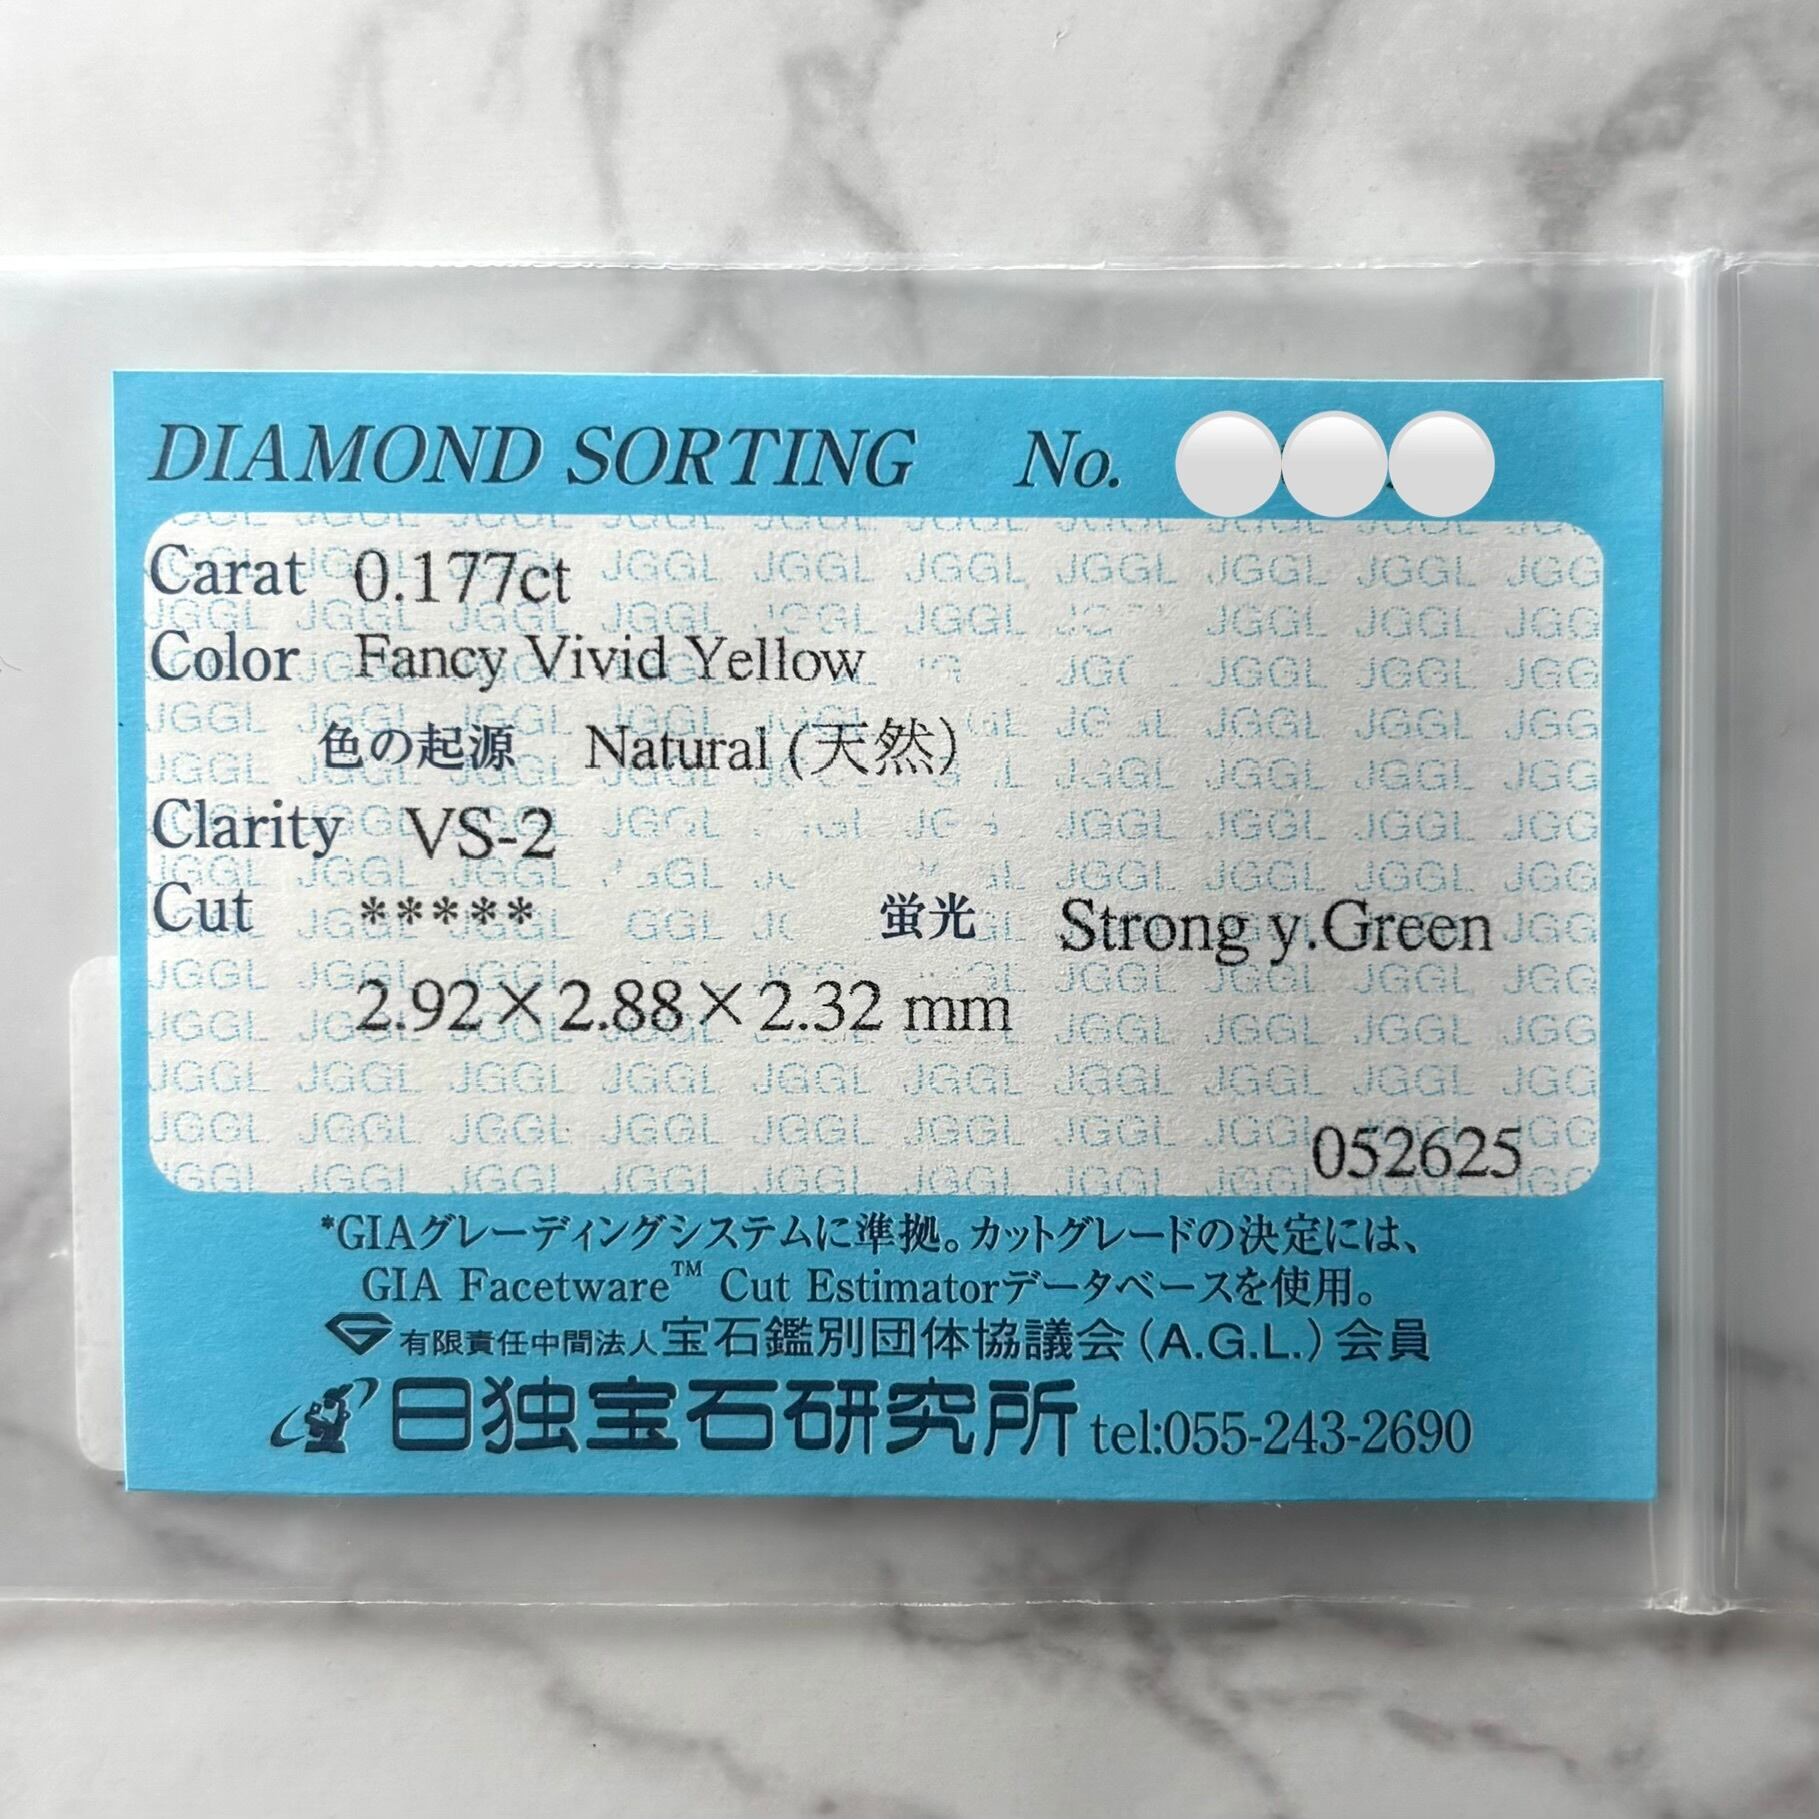 DIAMOND SORTING No.
Carat 0.177ct
Color Fancy Vivid Yellow
色の起源 Natural (天然)
Clarity VS-2
Cut ***** 蛍光 Strong y.Green
2.92×2.88×2.32 mm
052625
*GIAグレーディングシステムに準拠。カットグレードの決定には、
GIA Facetware™ Cut Estimatorデータベースを使用。
有限責任中間法人宝石鑑別団体協議会(A.G.L.)会員
日独宝石研究所 tel:055-243-2690